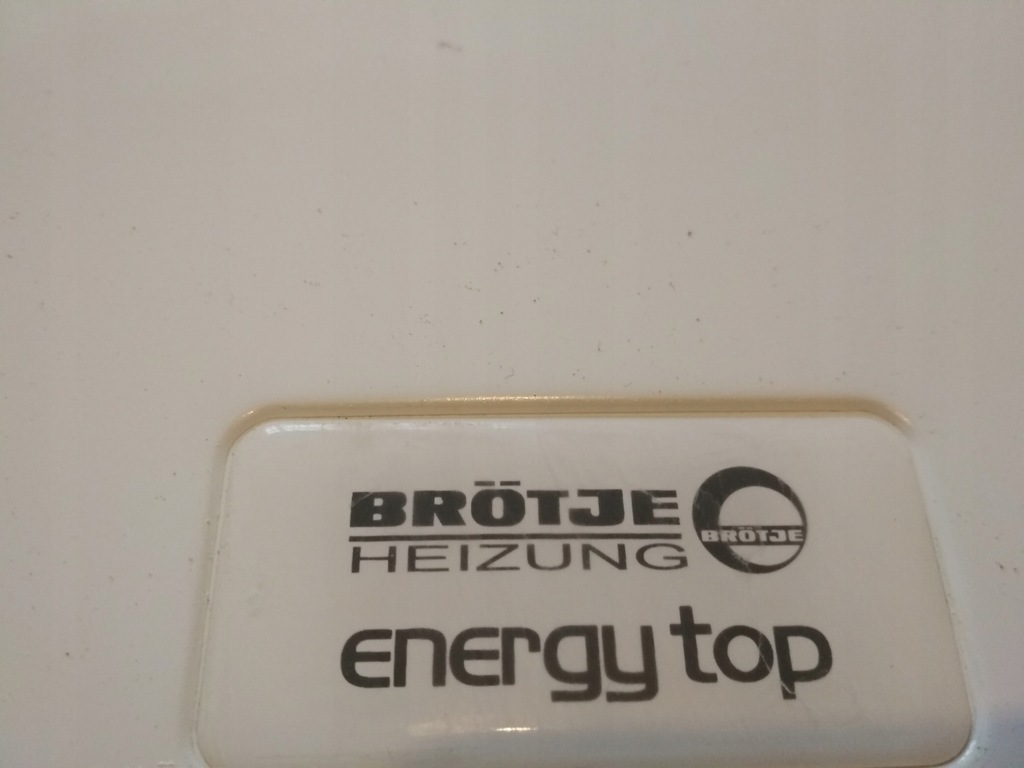 BRÖTJE
HEIZUNG
BRÖTJE
energy top